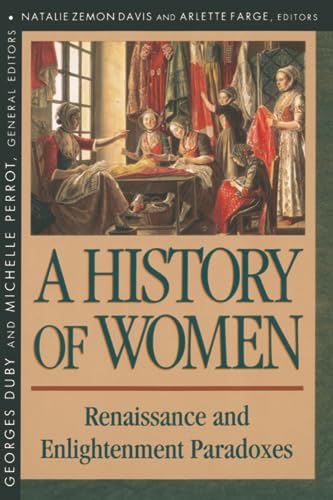 NATALIE ZEMON DAVIS AND ARLETTE FARGE, EDITORS
GEORGES DUBY AND MICHELLE PERROT, GENERAL EDITORS •
A HISTORY
OF WOMEN
Renaissance and
Enlightenment Paradoxes